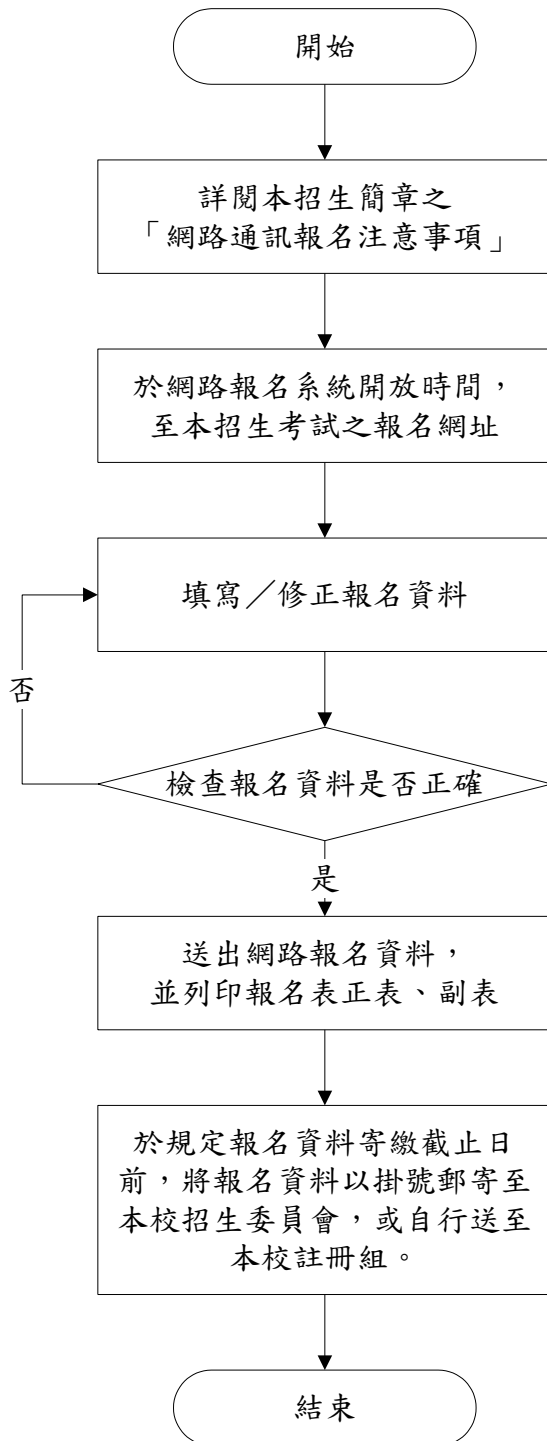 開始
詳閱本招生簡章之
「網路通訊報名注意事項」
於網路報名系統開放時間，
至本招生考試之報名網址
填寫／修正報名資料
否
檢查報名資料是否正確
是
送出網路報名資料，
並列印報名表正表、副表
於規定報名資料寄繳截止日
前，將報名資料以掛號郵寄至
本校招生委員會，或自行送至
本校註冊組。
結束